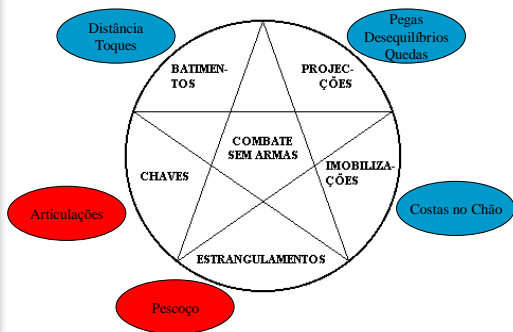 Distância
Toques
Pegas
Desequilíbrios
Quedas
BATIMEN-
TOS
PROJEC-
ÇÕES
COMBATE
SEM ARMAS
CHAVES
IMOBILIZA-
ÇÕES
Articulações
Costas no Chão
ESTRANGULAMENTOS
Pescoço